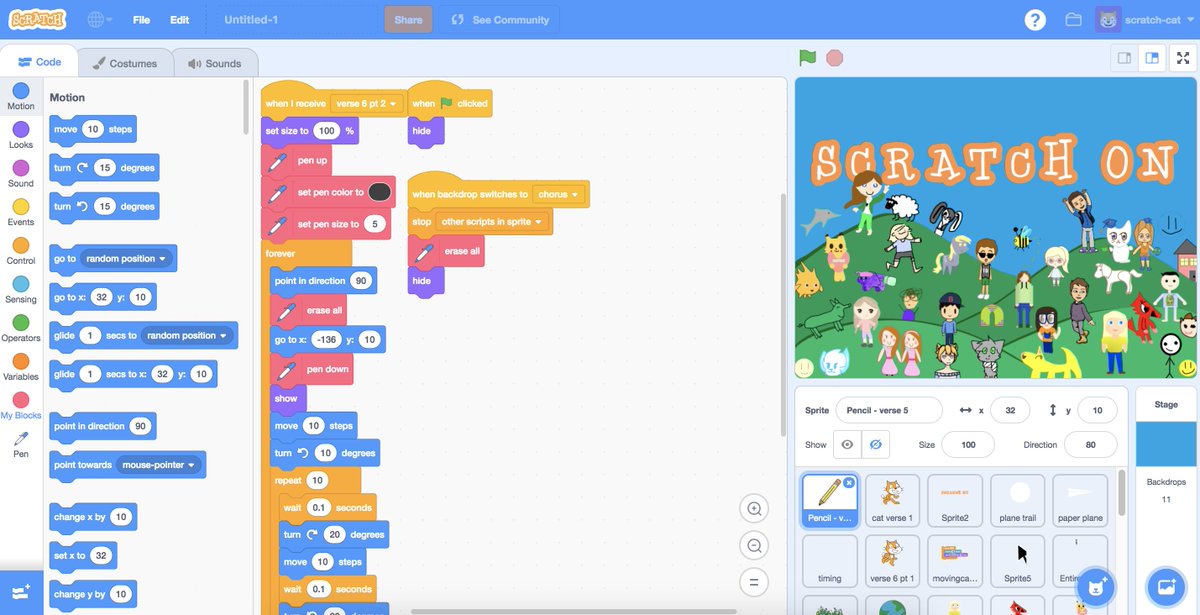 SCRATCH File Edit Untitled-1 Share See Community ? scratch-cat
Code Costumes Sounds
Motion
Looks
Sound
Events
Control
Sensing
Operators
Variables
My Blocks
Pen
Motion
move 10 steps
turn 15 degrees
turn 15 degrees
go to random position
go to x: 32 y: 10
glide 1 secs to random position
glide 1 secs to x: 32 y: 10
point in direction 90
point towards mouse-pointer
change x by 10
set x to 32
change y by 10
when I receive verse 6 pt 2
set size to 100 %
pen up
set pen color to
set pen size to 5
forever
point in direction 90
erase all
go to x: -136 y: 10
pen down
show
move 10 steps
turn 10 degrees
repeat 10
wait 0.1 seconds
turn 20 degrees
move 10 steps
wait 0.1 seconds
when clicked
hide
when backdrop switches to chorus
stop other scripts in sprite
erase all
hide
SCRATCH ON
Sprite Pencil - verse 5 x 32 y 10
Show Size 100 Direction 80
Pencil - v... cat verse 1 Sprite2 plane trail paper plane
timing verse 6 pt 1 movingca... Sprite5
Stage
Backdrops
11